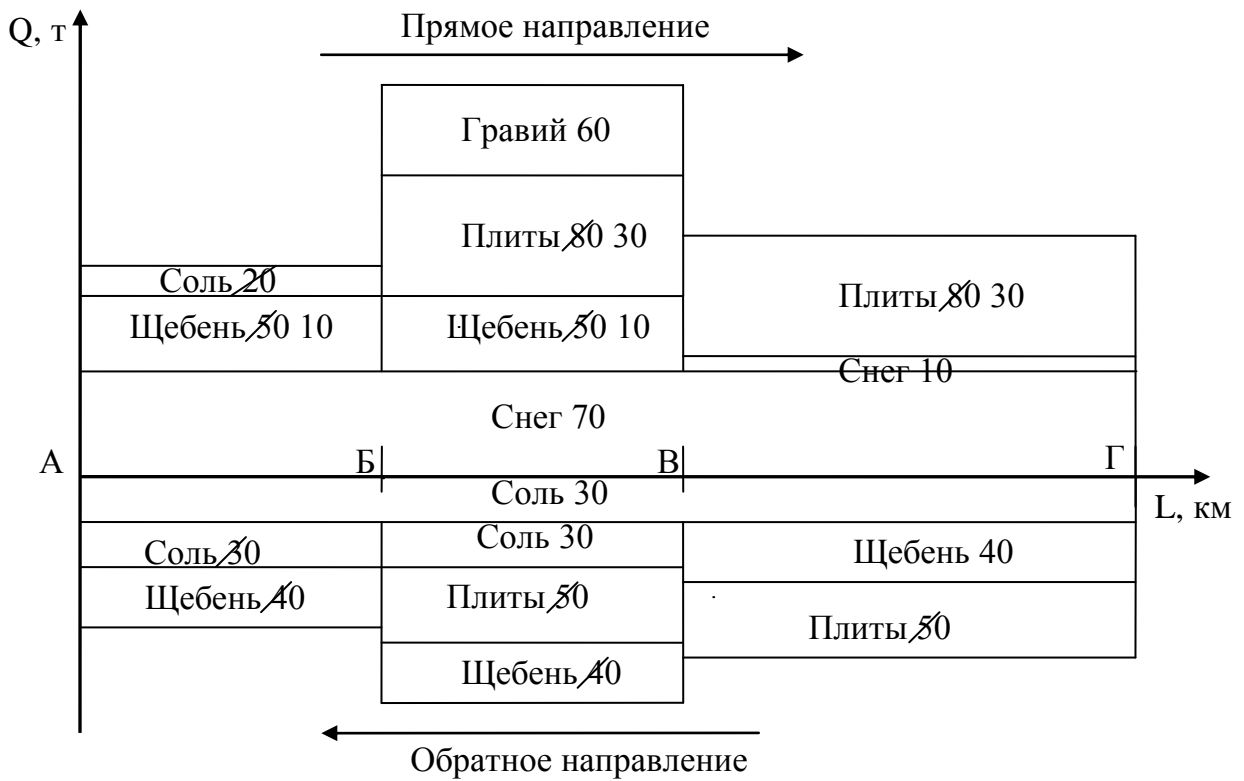 Q, т
Прямое направление
Гравий 60
Плиты 80 30
Соль 20
Плиты 80 30
Щебень 50 10
Щебень 50 10
Снег 10
Снег 70
А
Б
В
Г
Соль 30
L, км
Соль 30
Соль 30
Щебень 40
Щебень 40
Плиты 50
Плиты 50
Щебень 40
Обратное направление